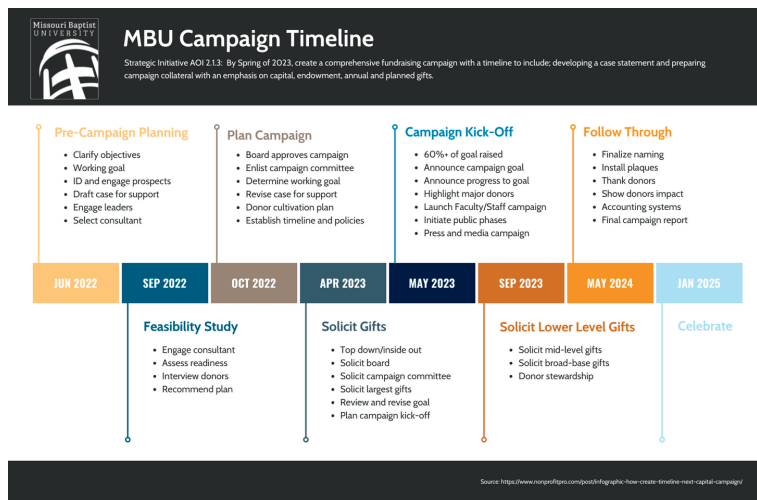 Missouri Baptist
UNIVERSITY
MBU Campaign Timeline
Strategic Initiative AOI 2.1.3: By Spring of 2023, create a comprehensive fundraising campaign with a timeline to include; developing a case statement and preparing
campaign collateral with an emphasis on capital, endowment, annual and planned gifts.
Pre-Campaign Planning
• Clarify objectives
• Working goal
• ID and engage prospects
• Draft case for support
• Engage leaders
• Select consultant
Plan Campaign
• Board approves campaign
• Enlist campaign committee
• Determine working goal
• Revise case for support
• Donor cultivation plan
• Establish timeline and policies
Campaign Kick-Off
• 60%+ of goal raised
• Announce campaign goal
• Announce progress to goal
• Highlight major donors
• Launch Faculty/Staff campaign
• Initiate public phases
• Press and media campaign
Follow Through
• Finalize naming
• Install plaques
• Thank donors
• Show donors impact
• Accounting systems
• Final campaign report
JUN 2022
SEP 2022
OCT 2022
APR 2023
MAY 2023
SEP 2023
MAY 2024
JAN 2025
Feasibility Study
• Engage consultant
• Assess readiness
• Interview donors
• Recommend plan
Solicit Gifts
• Top down/inside out
• Solicit board
• Solicit campaign committee
• Solicit largest gifts
• Review and revise goal
• Plan campaign kick-off
Solicit Lower Level Gifts
• Solicit mid-level gifts
• Solicit broad-base gifts
• Donor stewardship
Celebrate
Source: https://www.nonprofitpro.com/post/infographic-how-create-timeline-next-capital-campaign/